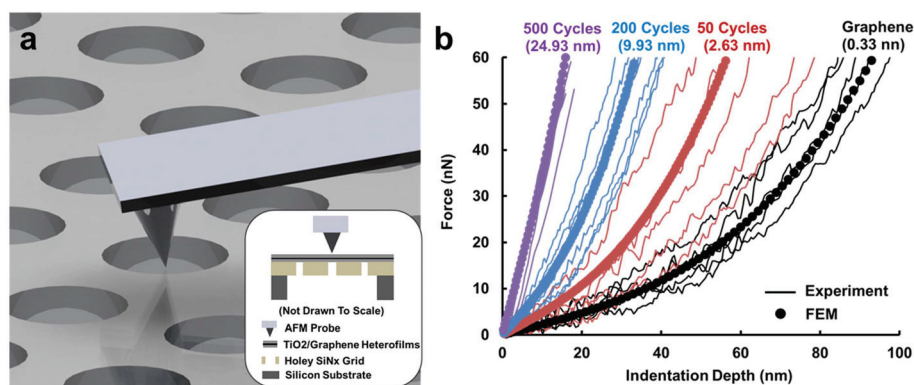 a
(Not Drawn To Scale)
AFM Probe
TiO2/Graphene Heterofilms
Holey SiNx Grid
Silicon Substrate
b
500 Cycles
(24.93 nm)
200 Cycles
(9.93 nm)
50 Cycles
(2.63 nm)
Graphene
(0.33 nn)
Force (nN)
60
50
40
30
20
10
0
Experiment
FEM
0 20 40 60 80 100
Indentation Depth (nm)